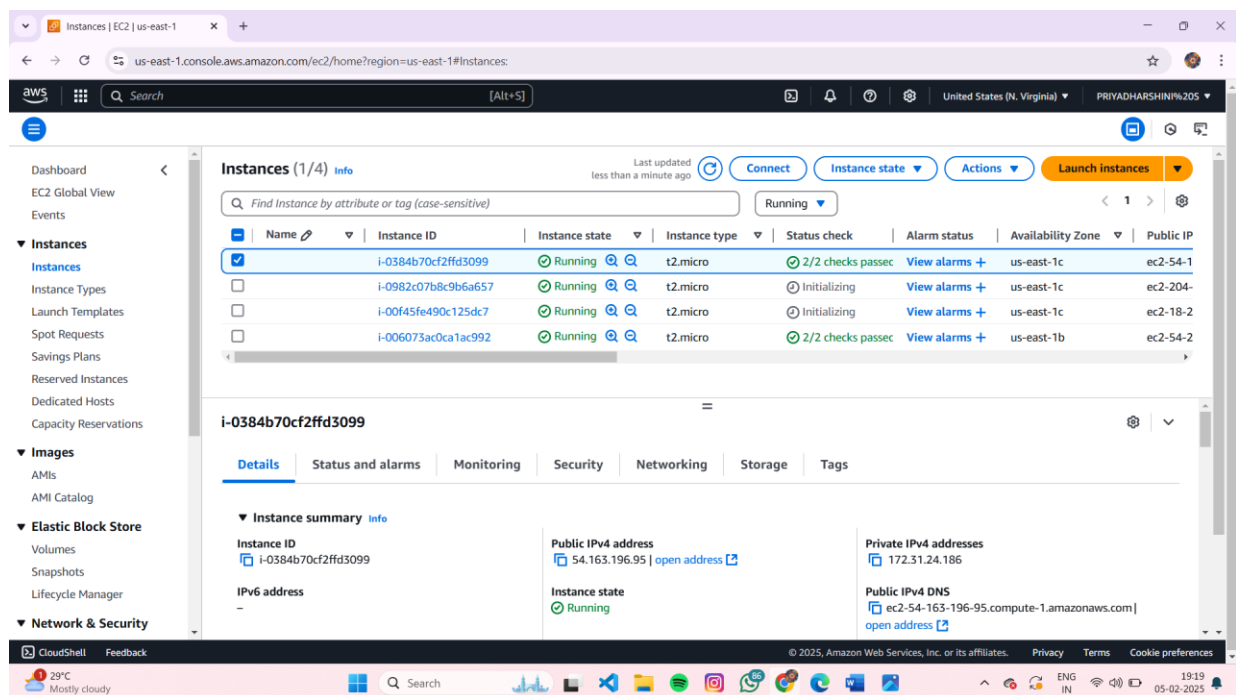 Instances | EC2 | us-east-1
us-east-1.console.aws.amazon.com/ec2/home?region=us-east-1#Instances:
aws Search [Alt+S] United States (N. Virginia) PRIYADHARSHINI%20S
Dashboard
EC2 Global View
Events
Instances
Instances
Instance Types
Launch Templates
Spot Requests
Savings Plans
Reserved Instances
Dedicated Hosts
Capacity Reservations
Images
AMIs
AMI Catalog
Elastic Block Store
Volumes
Snapshots
Lifecycle Manager
Network & Security
Instances (1/4) Info
Last updated
less than a minute ago
Connect Instance state Actions Launch instances
Find Instance by attribute or tag (case-sensitive) Running 1
Name Instance ID Instance state Instance type Status check Alarm status Availability Zone Public IP
i-0384b70cf2ffd3099 Running t2.micro 2/2 checks passec View alarms + us-east-1c ec2-54-1
i-0982c07b8c9b6a657 Running t2.micro Initializing View alarms + us-east-1c ec2-204-
i-00f45fe490c125dc7 Running t2.micro Initializing View alarms + us-east-1c ec2-18-2
i-006073ac0ca1ac992 Running t2.micro 2/2 checks passec View alarms + us-east-1b ec2-54-2
i-0384b70cf2ffd3099
Details Status and alarms Monitoring Security Networking Storage Tags
Instance summary Info
Instance ID
i-0384b70cf2ffd3099
Public IPv4 address
54.163.196.95 | open address
Private IPv4 addresses
172.31.24.186
IPv6 address
–
Instance state
Running
Public IPv4 DNS
ec2-54-163-196-95.compute-1.amazonaws.com |
open address
CloudShell Feedback © 2025, Amazon Web Services, Inc. or its affiliates. Privacy Terms Cookie preferences
1
29°C
Mostly cloudy
Search
86
ENG
IN
19:19
05-02-2025